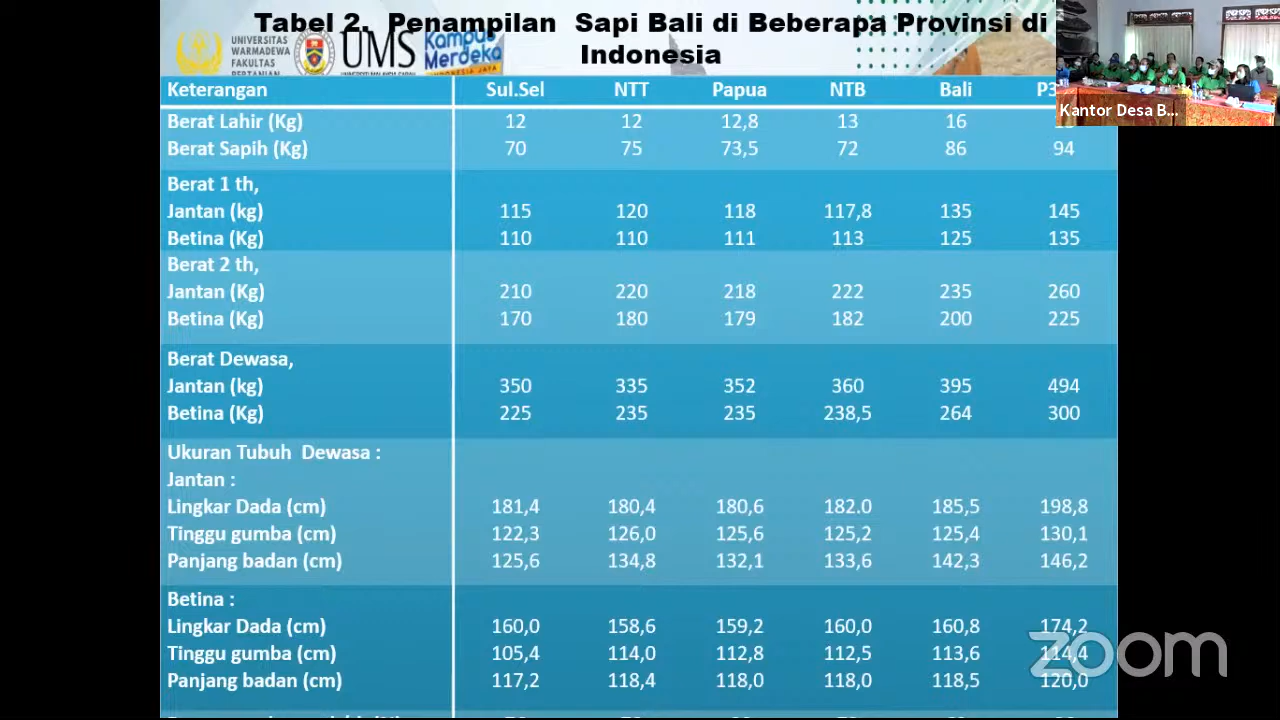 Tabel 2. Penampilan Sapi Bali di Beberapa Provinsi di
Indonesia
UNIVERSITAS
WARMADEWA
FAKULTAS
PERTANIAN
UMS
Kampus
Merdeka
INDONESIA JAYA
Kantor Desa B...
Keterangan Sul.Sel NTT Papua NTB Bali
Berat Lahir (Kg) 12 12 12,8 13 16
Berat Sapih (Kg) 70 75 73,5 72 86 94
Berat 1 th,
Jantan (kg) 115 120 118 117,8 135 145
Betina (Kg) 110 110 111 113 125 135
Berat 2 th,
Jantan (Kg) 210 220 218 222 235 260
Betina (Kg) 170 180 179 182 200 225
Berat Dewasa,
Jantan (kg) 350 335 352 360 395 494
Betina (Kg) 225 235 235 238,5 264 300
Ukuran Tubuh Dewasa :
Jantan :
Lingkar Dada (cm) 181,4 180,4 180,6 182.0 185,5 198,8
Tinggu gumba (cm) 122,3 126,0 125,6 125,2 125,4 130,1
Panjang badan (cm) 125,6 134,8 132,1 133,6 142,3 146,2
Betina :
Lingkar Dada (cm) 160,0 158,6 159,2 160,0 160,8 174,2
Tinggu gumba (cm) 105,4 114,0 112,8 112,5 113,6 114,4
Panjang badan (cm) 117,2 118,4 118,0 118,0 118,5 120,0
zoom